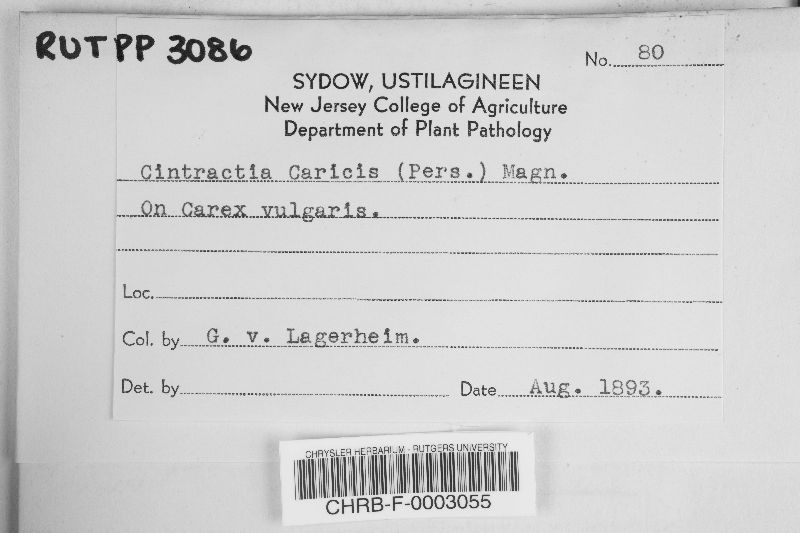 RUTPP 3086
No. 80
SYDOW, USTILAGINEEN
New Jersey College of Agriculture
Department of Plant Pathology
Cintractia Caricis (Pers.) Magn.
On Carex vulgaris.
Loc.
Col. by G. v. Lagerheim.
Det. by Date Aug. 1893.
CHRYSLER HERBARIUM - RUTGERS UNIVERSITY
CHRB-F-0003055